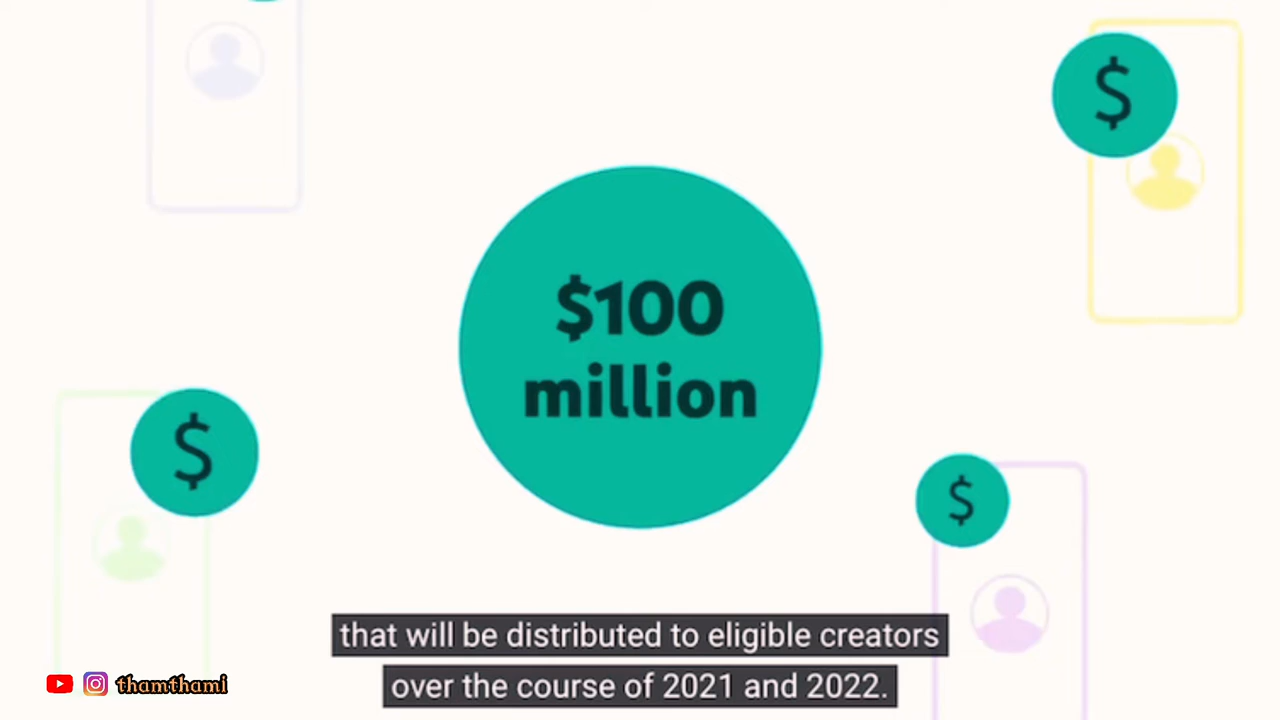 $
$100
million
$
$
that will be distributed to eligible creators
over the course of 2021 and 2022.
thamthami